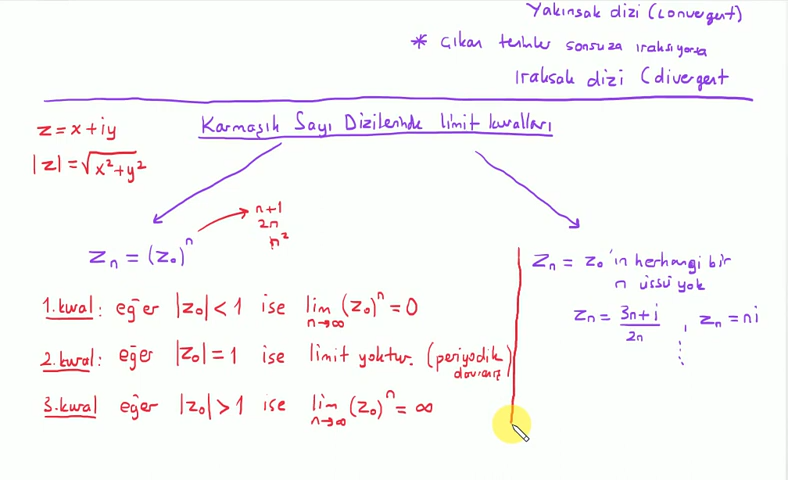 Yakınsak dizi (convergent)
* Çıkan terimler sonsuza ıraksıyorsa
Iraksak dizi (divergent
Karmaşık Sayı Dizilerinde limit kuralları
z = x + iy
|z| = √(x² + y²)
zₙ = (z₀)ⁿ
n+1
2n
n²
1.kural: eğer |z₀| < 1 ise lim n→∞ (z₀)ⁿ = 0
2.kural: eğer |z₀| = 1 ise limit yoktur. (periyodik davranış)
3.kural eğer |z₀| > 1 ise lim n→∞ (z₀)ⁿ = ∞
zₙ = z₀'ın herhangi bir
n üssü yok
zₙ = (3n+i)/2n , zₙ = ni
⋮